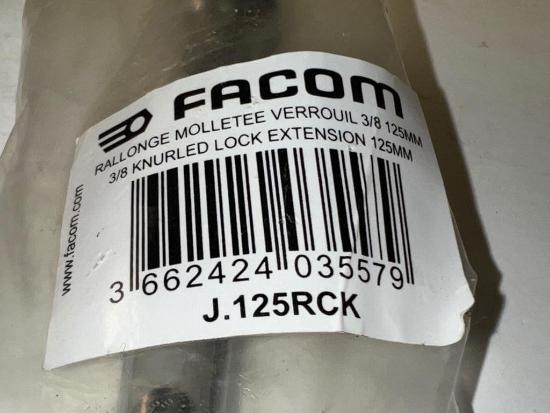 FACOM
RALLONGE MOLLETEE VERROUIL 3/8 125MM
3/8 KNURLED LOCK EXTENSION 125MM
www.facom.com
3 662424 035579
J.125RCK